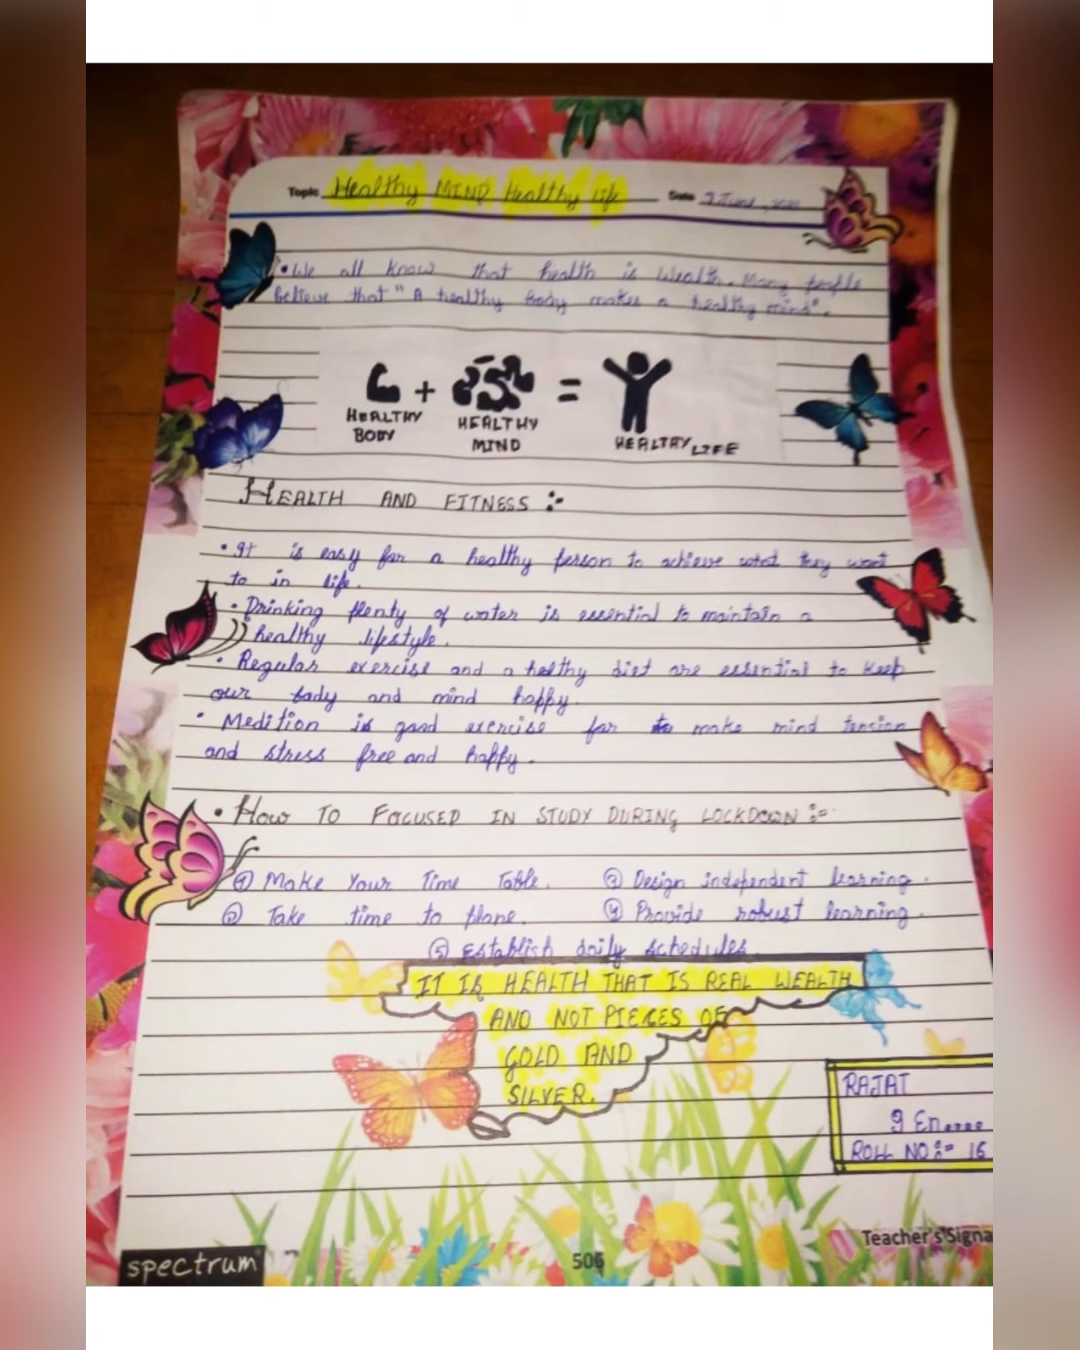 Topic Healthy MIND Healthy Life Date 2 June,
• We all know that health is Wealth. Many people
believe that "A healthy Body makes a healthy mind".
+ =
HEALTHY BODY
HEALTHY MIND
HEALTHY LIFE
HEALTH AND FITNESS :-
• It is easy for a healthy person to achieve what they want
to in life.
• Drinking plenty of water is essential to maintain a
healthy lifestyle.
• Regular exercise and a helthy diet are essential to keep
our body and mind happy.
• Medition is good exercise for to make mind tension
and stress free and happy.
• HOW TO FOCUSED IN STUDY DURING LOCKDOWN :-
① Make Your Time Table. ③ Design independent learning.
② Take time to plane. ④ Provide robust learning.
⑤ Establish daily schedules.
IT IS HEALTH THAT IS REAL WEALTH
AND NOT PIECES OF
GOLD AND
SILVER.
RAJAT
9
ROLL NO :- 16
Teacher's Signa
spectrum
506